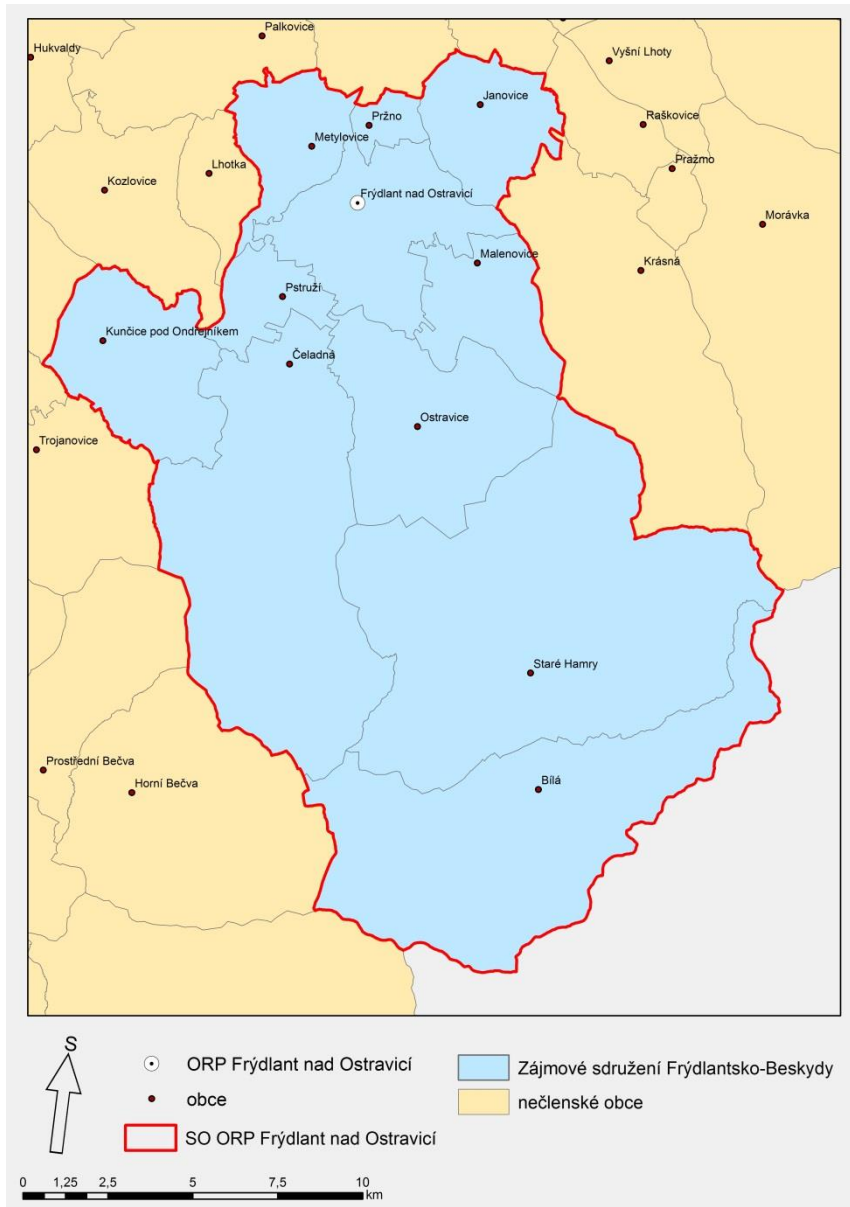 Palkovice
Hukvaldy
Vyšní Lhoty
Janovice
Pržno
Raškovice
Metylovice
Lhotka
Pražmo
Kozlovice
Frýdlant nad Ostravicí
Morávka
Malenovice
Krásná
Pstruží
Kunčice pod Ondřejníkem
Čeladná
Ostravice
Trojanovice
Staré Hamry
Prostřední Bečva
Horní Bečva
Bílá
S
ORP Frýdlant nad Ostravicí
obce
SO ORP Frýdlant nad Ostravicí
Zájmové sdružení Frýdlantsko-Beskydy
nečlenské obce
0 1,25 2,5 5 7,5 10
km